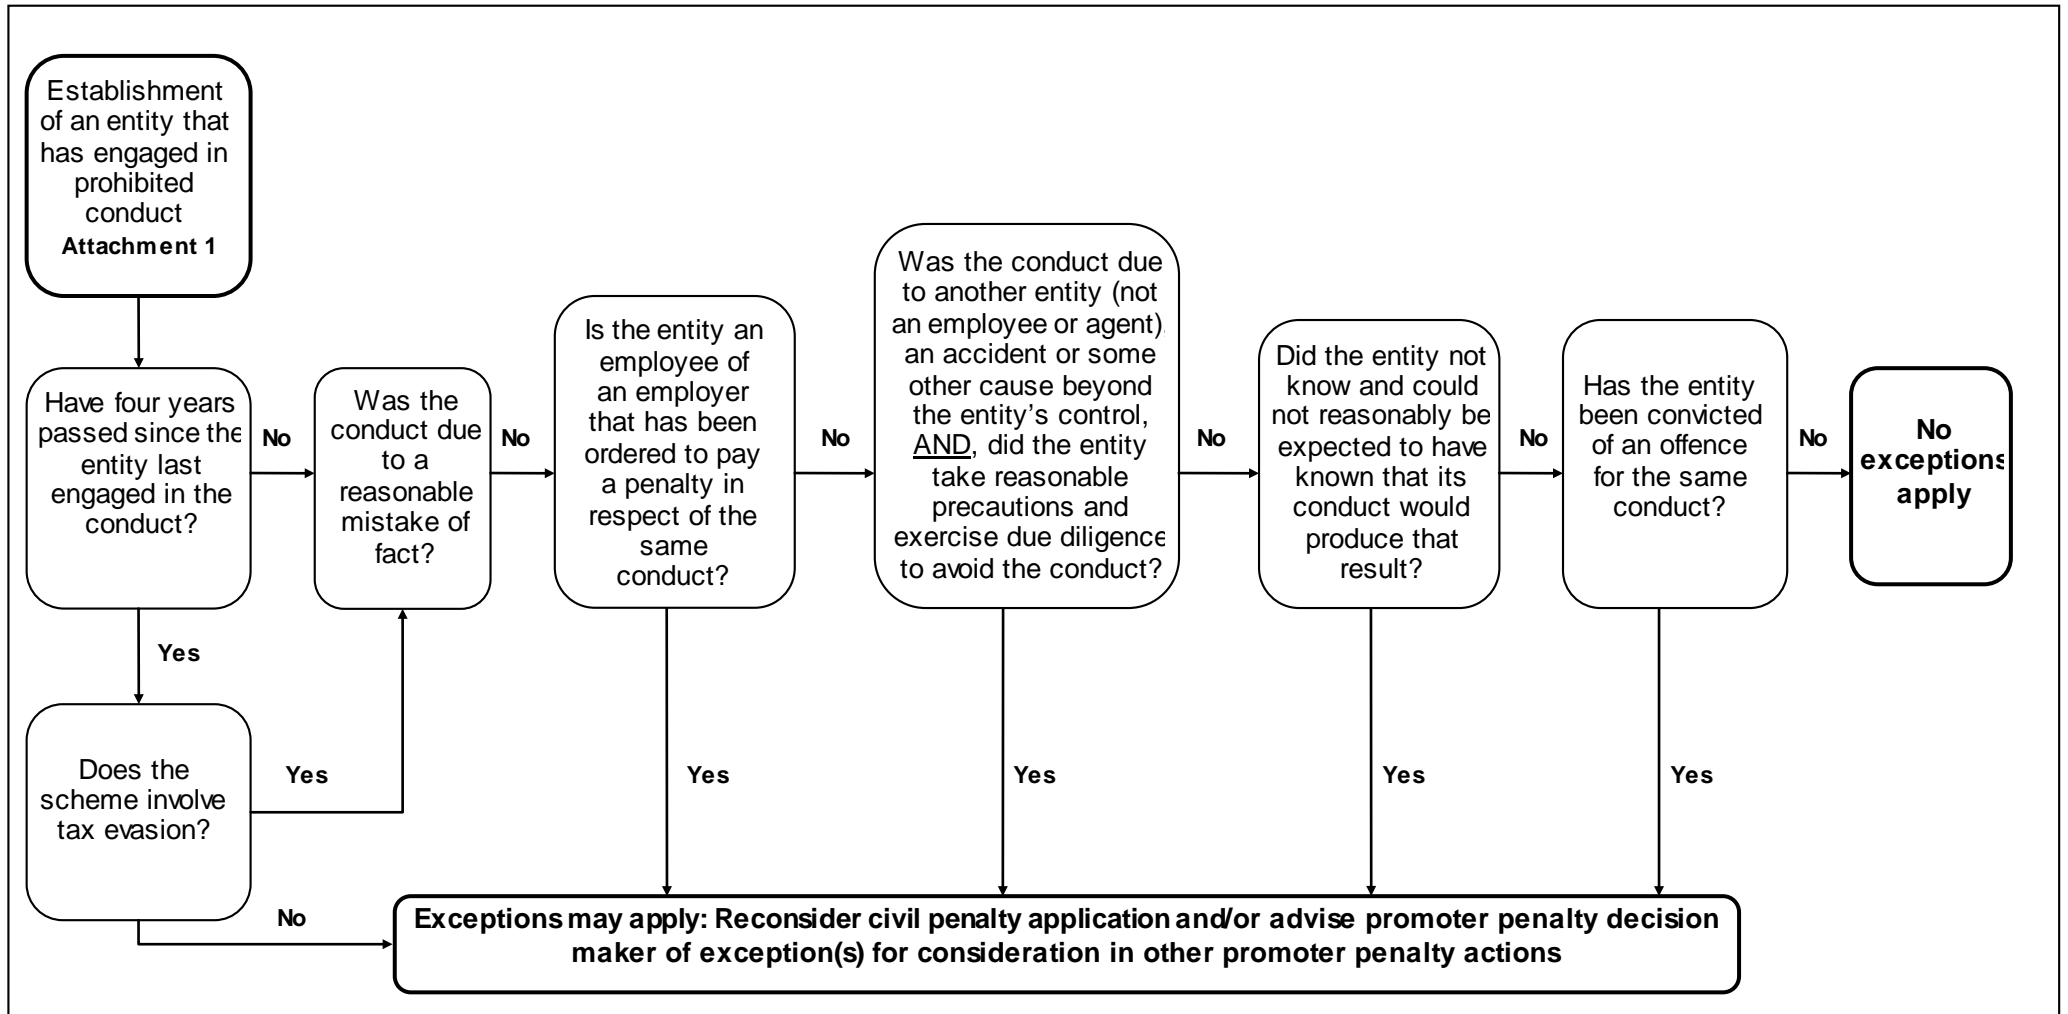 Establishment
of an entity that
has engaged in
prohibited
conduct
Attachment 1
Have four years
passed since the
entity last
engaged in the
conduct?
No
Was the
conduct due
to a
reasonable
mistake of
fact?
No
Is the entity an
employee of
an employer
that has been
ordered to pay
a penalty in
respect of the
same
conduct?
No
Was the conduct due
to another entity (not
an employee or agent),
an accident or some
other cause beyond
the entity's control,
AND, did the entity
take reasonable
precautions and
exercise due diligence
to avoid the conduct?
No
Did the entity not
know and could
not reasonably be
expected to have
known that its
conduct would
produce that
result?
No
Has the entity
been convicted
of an offence
for the same
conduct?
No
No
exceptions
apply
Yes
Does the
scheme involve
tax evasion?
Yes
Yes
Yes
Yes
Yes
No
Exceptions may apply: Reconsider civil penalty application and/or advise promoter penalty decision
maker of exception(s) for consideration in other promoter penalty actions